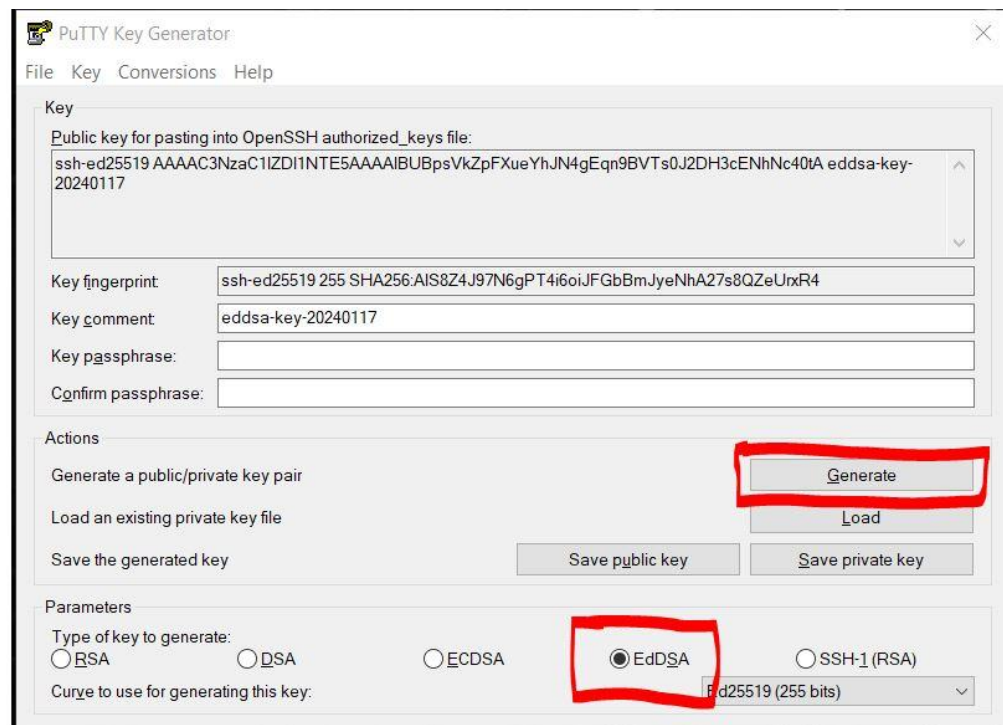 PuTTY Key Generator
File Key Conversions Help
Key
Public key for pasting into OpenSSH authorized_keys file:
ssh-ed25519 AAAAC3NzaC1lZDI1NTE5AAAAIBUBpsVkZpFXueYhJN4gEqn9BVTs0J2DH3cENhNc40tA eddsa-key-
20240117
Key fingerprint: ssh-ed25519 255 SHA256:AIS8Z4J97N6gPT4i6oiJFGbBmJyeNhA27s8QZeUrxR4
Key comment: eddsa-key-20240117
Key passphrase:
Confirm passphrase:
Actions
Generate a public/private key pair Generate
Load an existing private key file Load
Save the generated key Save public key Save private key
Parameters
Type of key to generate:
RSA DSA ECDSA EdDSA SSH-1 (RSA)
Curve to use for generating this key: Ed25519 (255 bits)